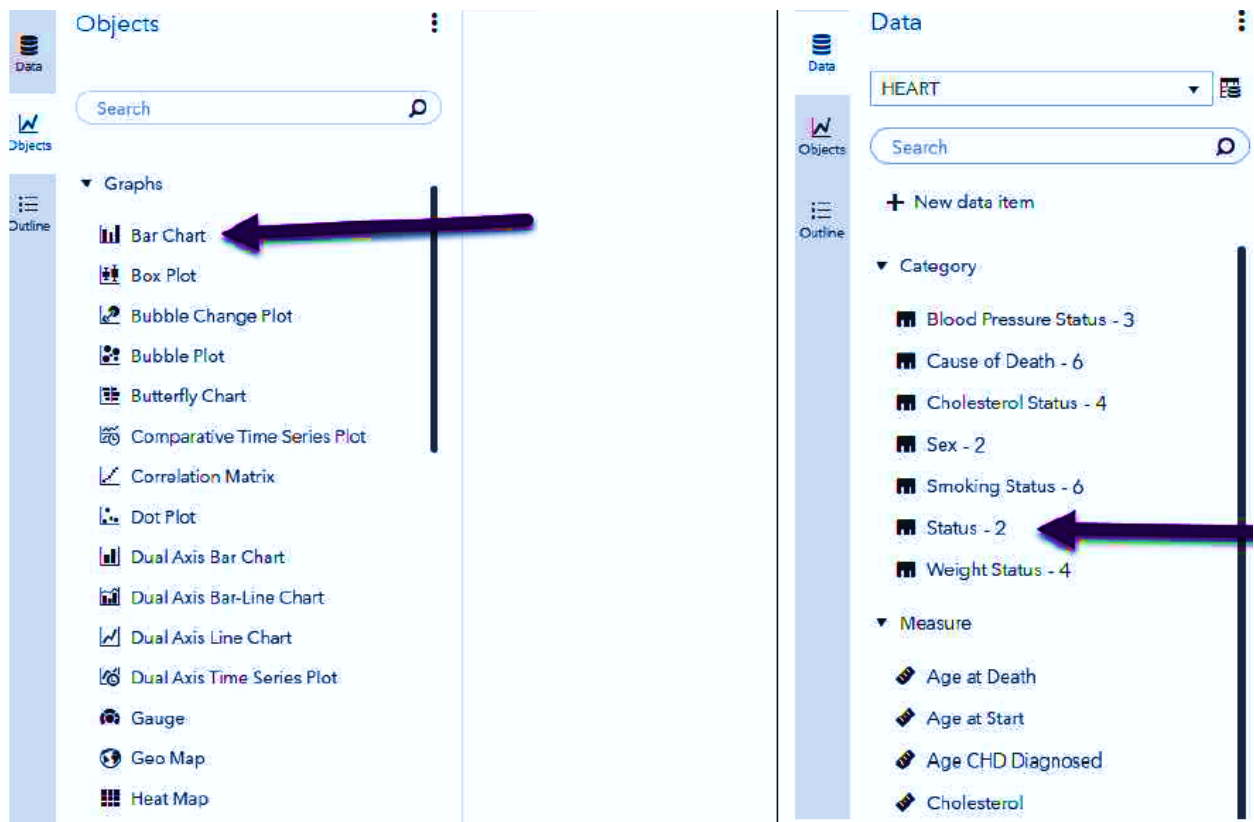 Objects
Data
Search
Objects
Graphs
Outline
Bar Chart
Box Plot
Bubble Change Plot
Bubble Plot
Butterfly Chart
Comparative Time Series Plot
Correlation Matrix
Dot Plot
Dual Axis Bar Chart
Dual Axis Bar-Line Chart
Dual Axis Line Chart
Dual Axis Time Series Plot
Gauge
Geo Map
Heat Map
Data
Data
HEART
Objects
Search
New data item
Outline
Category
Blood Pressure Status - 3
Cause of Death - 6
Cholesterol Status - 4
Sex - 2
Smoking Status - 6
Status - 2
Weight Status - 4
Measure
Age at Death
Age at Start
Age CHD Diagnosed
Cholesterol